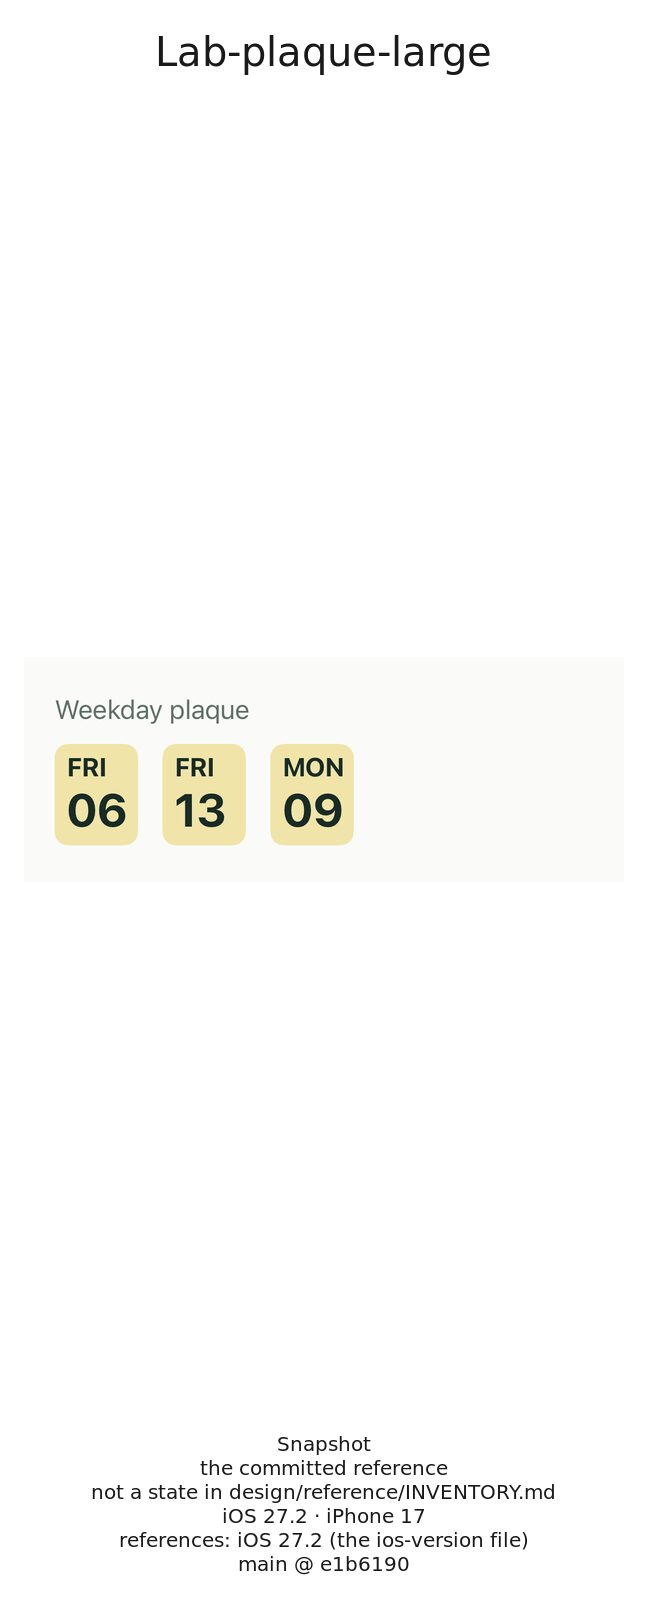 Lab-plaque-large
Weekday plaque
FRI FRI MON
06 13 09
Snapshot
the committed reference
not a state in design/reference/INVENTORY.md
iOS 27.2 · iPhone 17
references: iOS 27.2 (the ios-version file)
main @ e1b6190